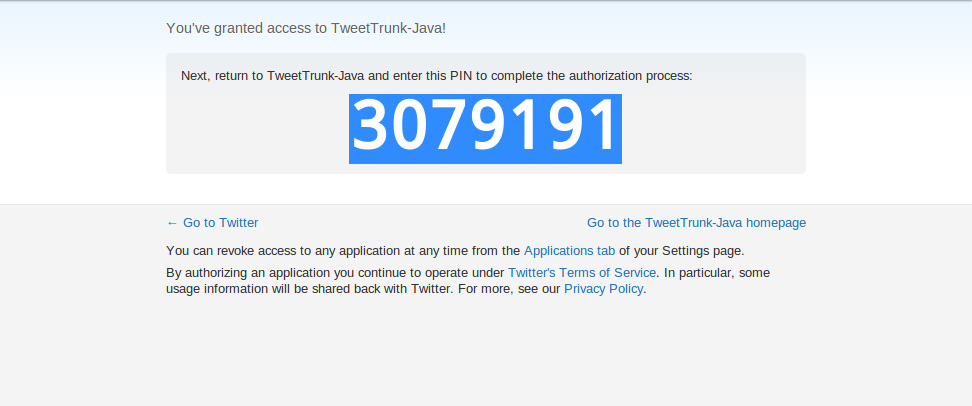 You've granted access to TweetTrunk-Java!
Next, return to TweetTrunk-Java and enter this PIN to complete the authorization process:
3079191
← Go to Twitter
Go to the TweetTrunk-Java homepage
You can revoke access to any application at any time from the Applications tab of your Settings page.
By authorizing an application you continue to operate under Twitter's Terms of Service. In particular, some
usage information will be shared back with Twitter. For more, see our Privacy Policy.